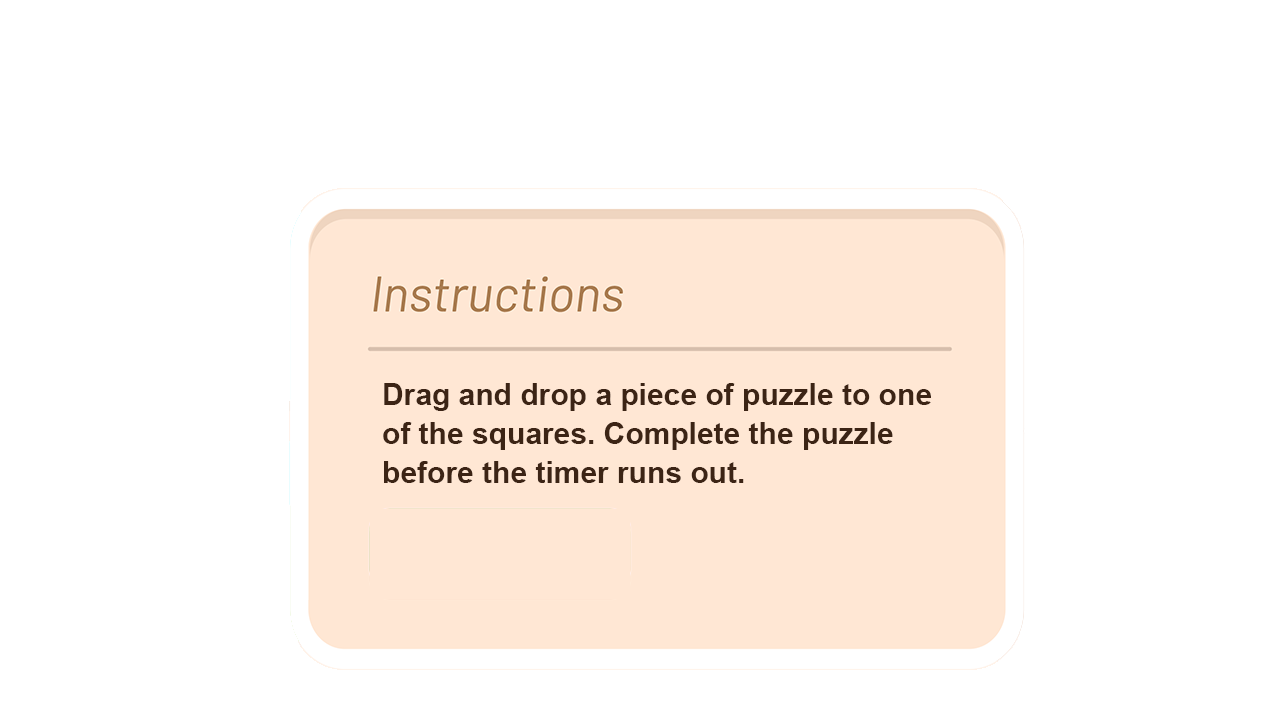 Instructions
Drag and drop a piece of puzzle to one
of the squares. Complete the puzzle
before the timer runs out.